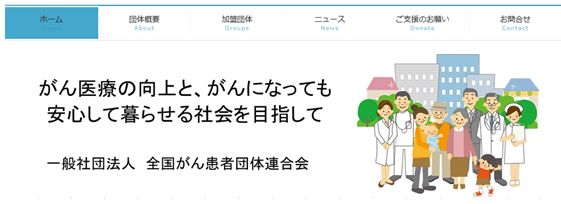 ホーム
団体概要
About
加盟団体
Groups
ニュース
News
ご支援のお願い
Donate
お問合せ
Contact
がん医療の向上と、がんになっても
安心して暮らせる社会を目指して
一般社団法人 全国がん患者団体連合会